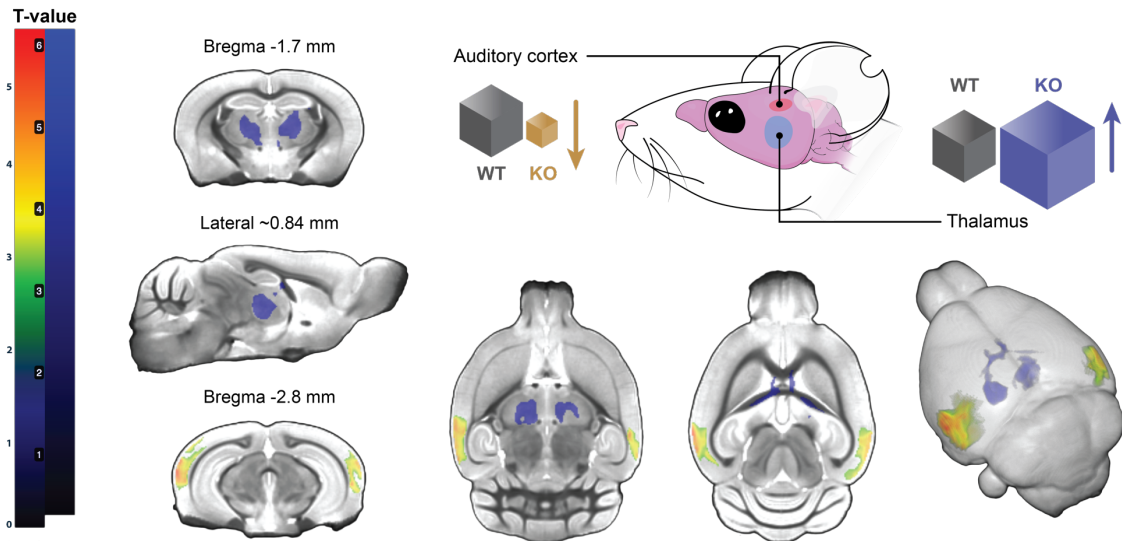 T-value
6
5
5
4
4
3
3
2
2
1
1
0
Bregma -1.7 mm
Lateral ~0.84 mm
Bregma -2.8 mm
Auditory cortex
WT
KO
WT
KO
Thalamus